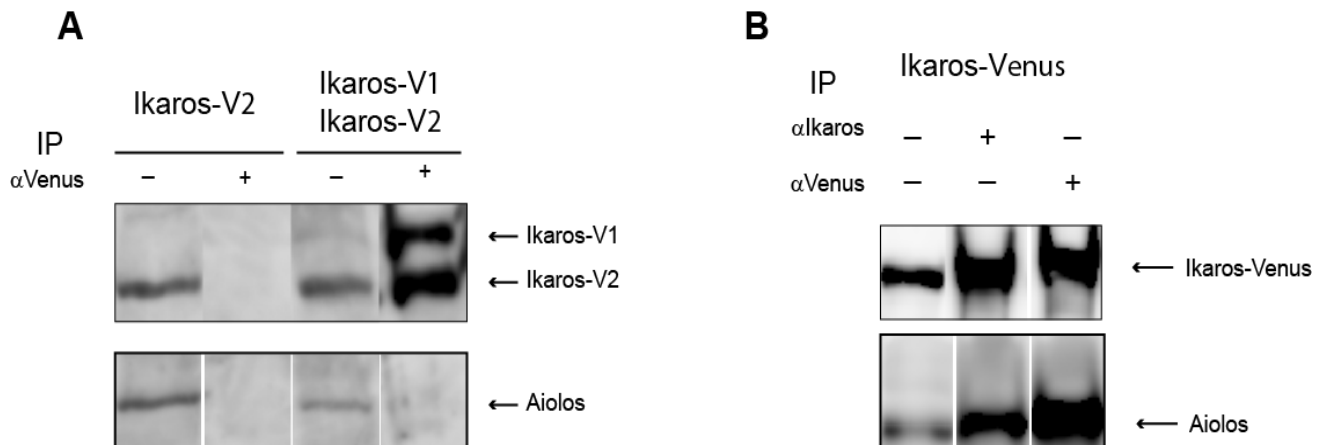 A
Ikaros-V2
Ikaros-V1
Ikaros-V2
IP
αVenus – + – +
← Ikaros-V1
← Ikaros-V2
← Aiolos
B
IP
Ikaros-Venus
αIkaros – + –
αVenus – – +
← Ikaros-Venus
← Aiolos